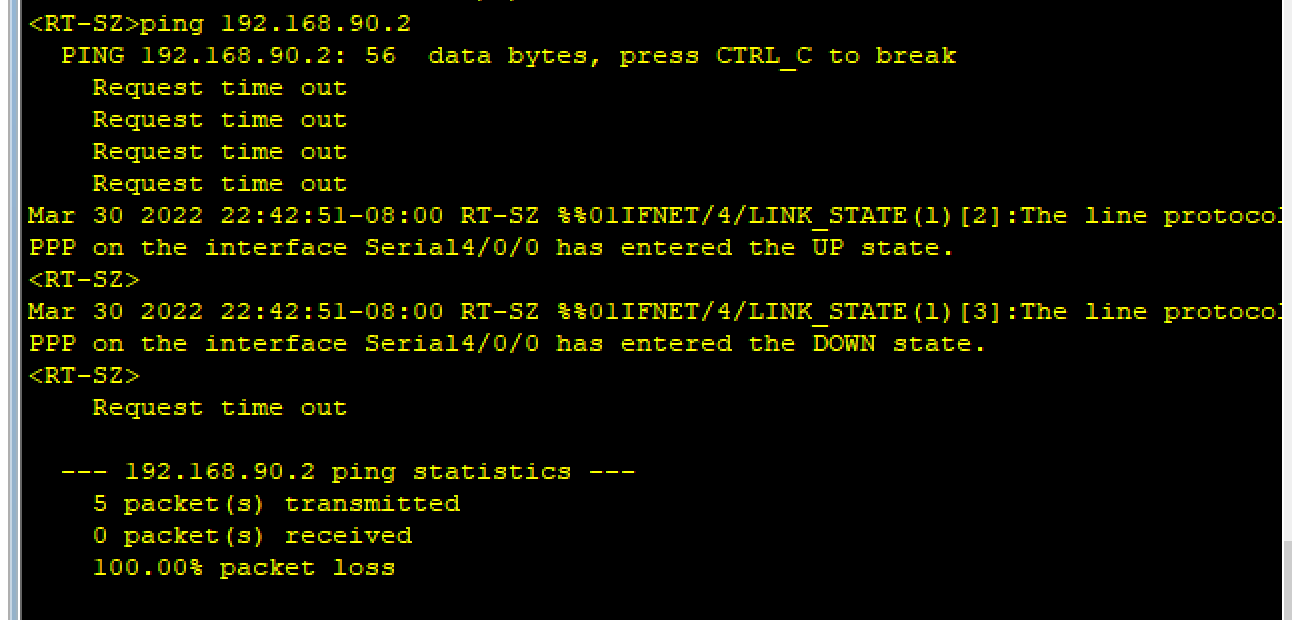 <RT-SZ>ping 192.168.90.2
PING 192.168.90.2: 56 data bytes, press CTRL_C to break
Request time out
Request time out
Request time out
Request time out
Mar 30 2022 22:42:51-08:00 RT-SZ %%01IFNET/4/LINK_STATE(l)[2]:The line protocol
PPP on the interface Serial4/0/0 has entered the UP state.
<RT-SZ>
Mar 30 2022 22:42:51-08:00 RT-SZ %%01IFNET/4/LINK_STATE(l)[3]:The line protocol
PPP on the interface Serial4/0/0 has entered the DOWN state.
<RT-SZ>
Request time out
--- 192.168.90.2 ping statistics ---
5 packet(s) transmitted
0 packet(s) received
100.00% packet loss